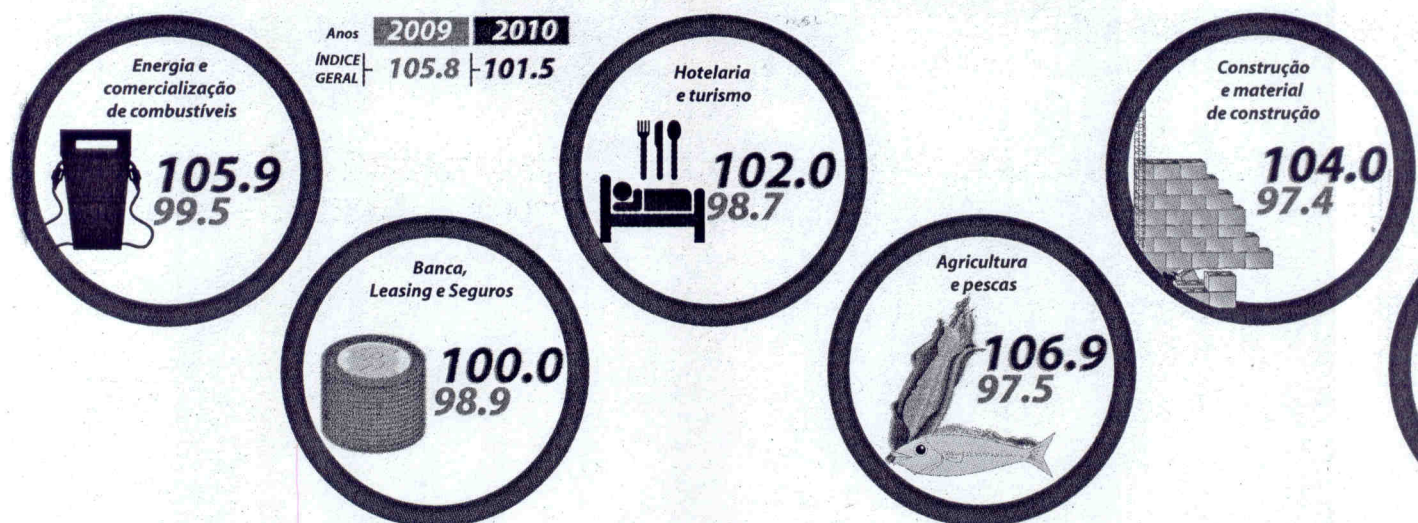 Anos 2009 2010
ÍNDICE
GERAL 105.8 101.5
Energia e
comercialização
de combustíveis
105.9
99.5
Banca,
Leasing e Seguros
100.0
98.9
Hotelaria
e turismo
102.0
98.7
Agricultura
e pescas
106.9
97.5
Construção
e material
de construção
104.0
97.4